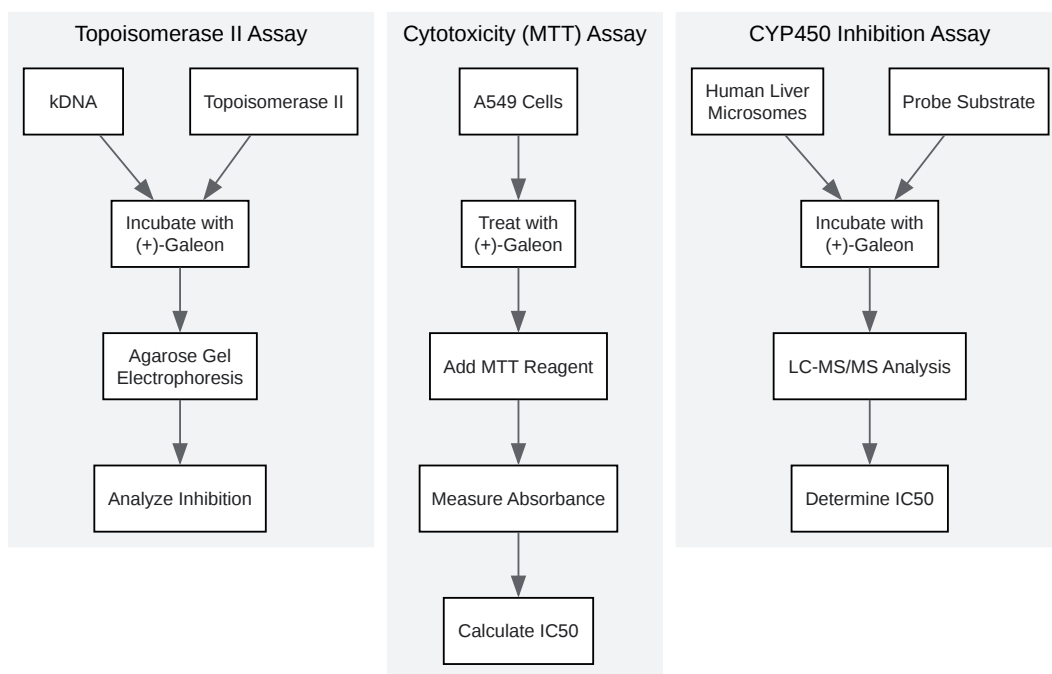 Topoisomerase II Assay
kDNA
Topoisomerase II
Incubate with
(+)-Galeon
Agarose Gel
Electrophoresis
Analyze Inhibition
Cytotoxicity (MTT) Assay
A549 Cells
Treat with
(+)-Galeon
Add MTT Reagent
Measure Absorbance
Calculate IC50
CYP450 Inhibition Assay
Human Liver
Microsomes
Probe Substrate
Incubate with
(+)-Galeon
LC-MS/MS Analysis
Determine IC50